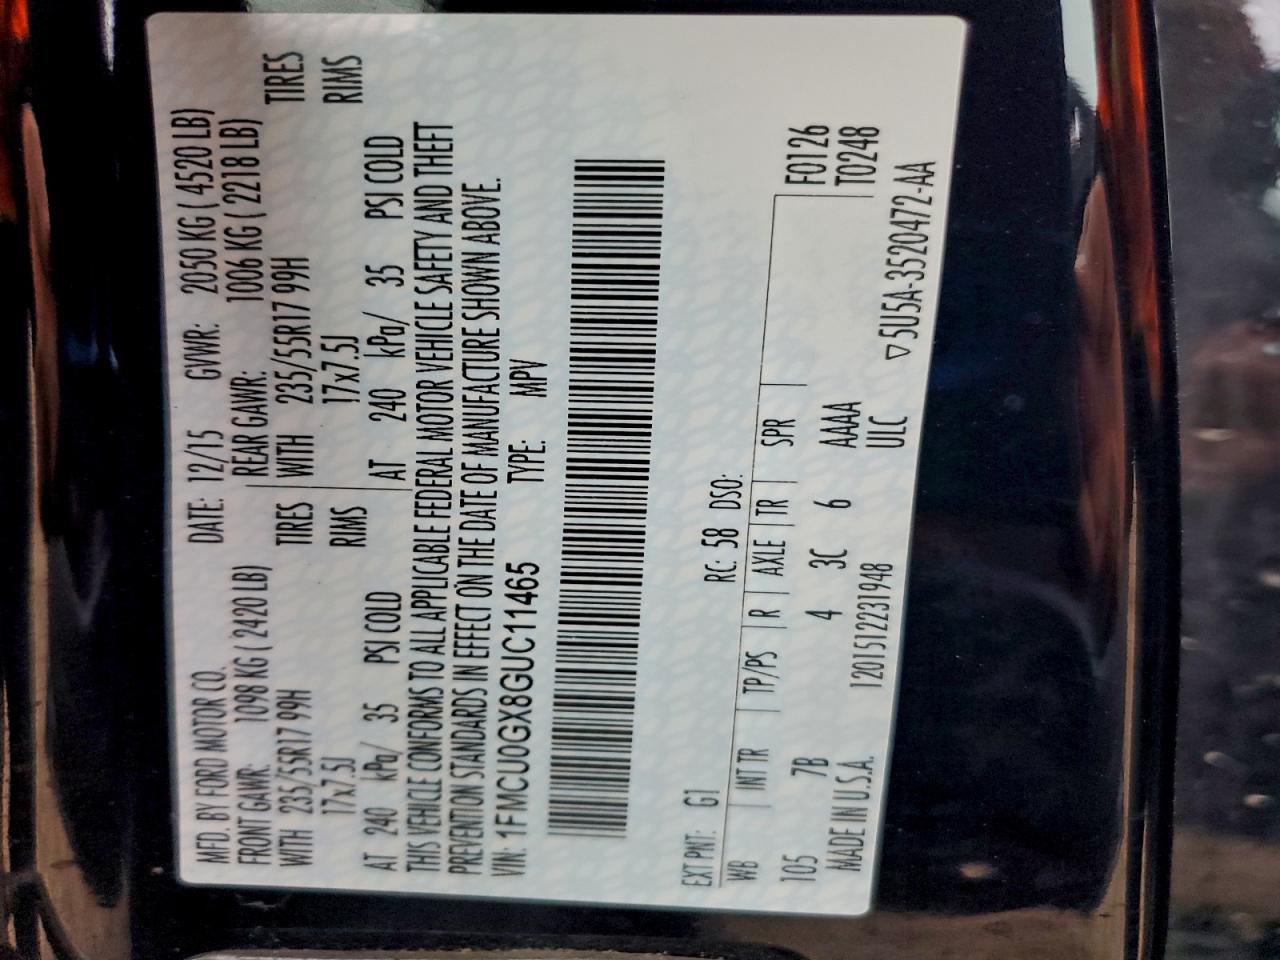 MFD. BY FORD MOTOR CO. DATE: 12/15 GVWR: 2050 KG ( 4520 LB)
FRONT GAWR: 1098 KG ( 2420 LB) REAR GAWR: 1006 KG ( 2218 LB)
WITH 235/55R17 99H TIRES WITH 235/55R17 99H TIRES
17x7.5J RIMS 17x7.5J RIMS
AT 240 kPa/ 35 PSI COLD AT 240 kPa/ 35 PSI COLD
THIS VEHICLE CONFORMS TO ALL APPLICABLE FEDERAL MOTOR VEHICLE SAFETY AND THEFT
PREVENTION STANDARDS IN EFFECT ON THE DATE OF MANUFACTURE SHOWN ABOVE.
VIN: 1FMCU0GX8GUC11465 TYPE: MPV
EXT PNT: G1 RC: 58 DSO:
WB INT TR TP/PS R AXLE TR SPR F0126
105 7B 4 3C 6 AAAA T0248
MADE IN U.S.A. 120151223194B ULC
▽5U5A-3520472-AA